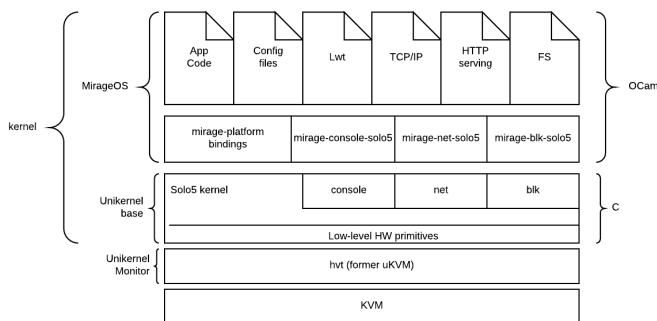 App
Code
Config
files
Lwt
TCP/IP
HTTP
serving
FS
MirageOS
OCam
kernel
mirage-platform
bindings
mirage-console-solo5
mirage-net-solo5
mirage-blk-solo5
Solo5 kernel
console
net
blk
Unikernel
base
C
Low-level HW primitives
Unikernel
Monitor
hvt (former uKVM)
KVM